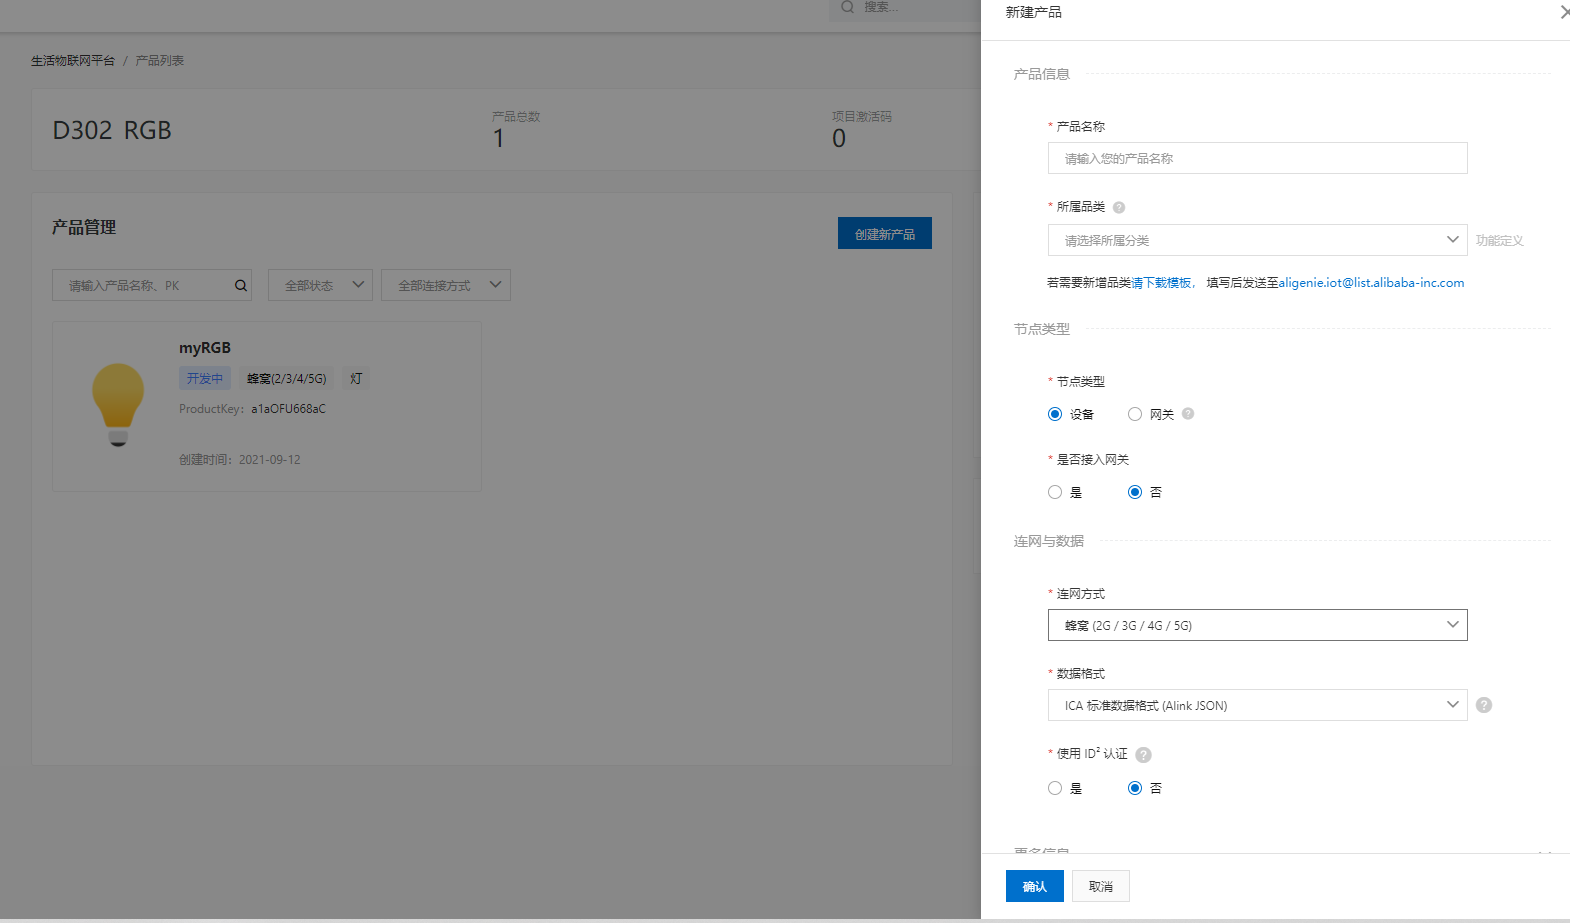 搜索...
生活物联网平台 / 产品列表
D302 RGB
产品总数
1
项目激活码
0
产品管理
创建新产品
请输入产品名称、PK
全部状态
全部连接方式
myRGB
开发中
蜂窝(2/3/4/5G)
灯
ProductKey：a1aOFU668aC
创建时间：2021-09-12
新建产品
产品信息
* 产品名称
请输入您的产品名称
* 所属品类 ?
请选择所属分类
功能定义
若需要新增品类请下载模板， 填写后发送至aligenie.iot@list.alibaba-inc.com
节点类型
* 节点类型
设备 网关 ?
* 是否接入网关
是 否
连网与数据
* 连网方式
蜂窝 (2G / 3G / 4G / 5G)
* 数据格式
ICA 标准数据格式 (Alink JSON)
?
* 使用 ID² 认证 ?
是 否
更多信息
确认 取消